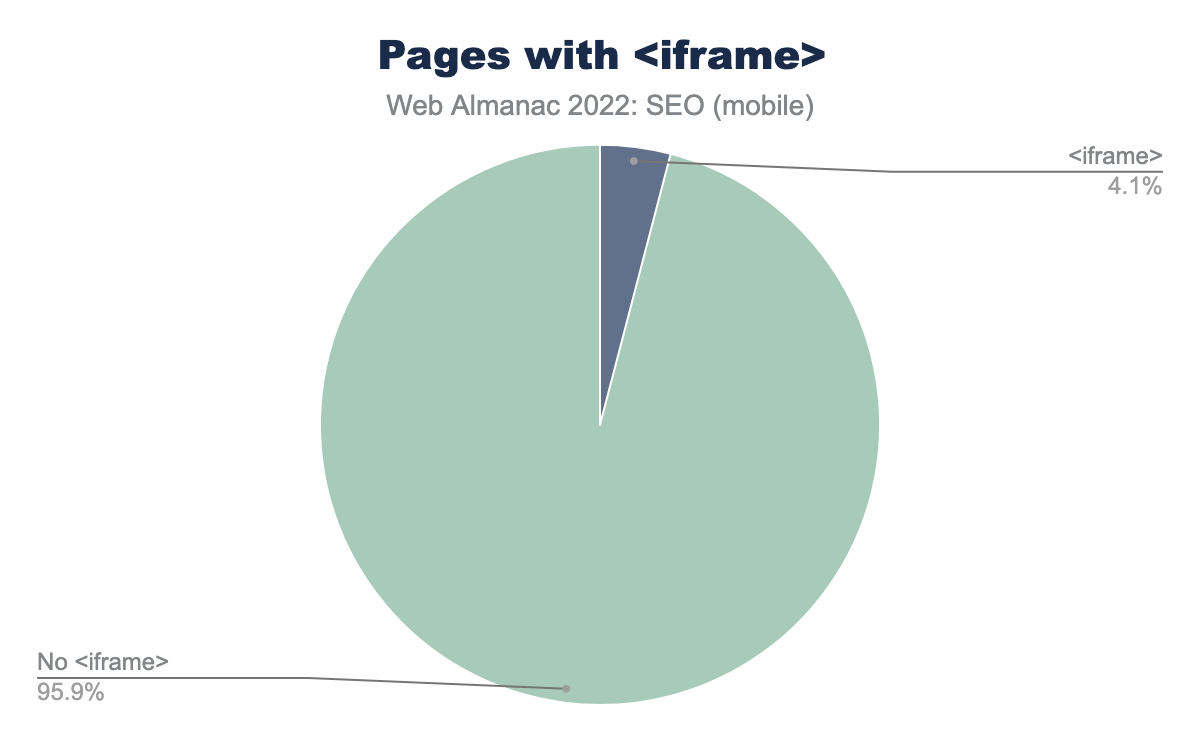 Pages with <iframe>
Web Almanac 2022: SEO (mobile)
<iframe>
4.1%
No <iframe>
95.9%